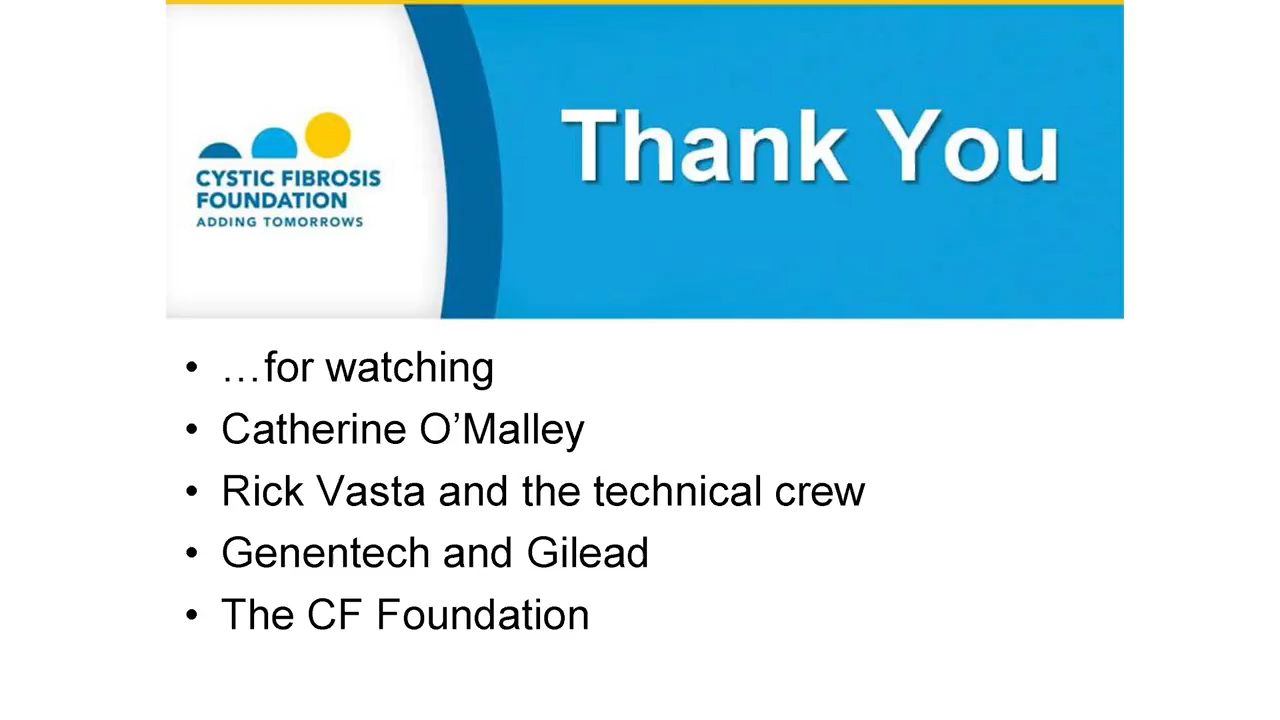 CYSTIC FIBROSIS
FOUNDATION
ADDING TOMORROWS
Thank You
• …for watching
• Catherine O’Malley
• Rick Vasta and the technical crew
• Genentech and Gilead
• The CF Foundation